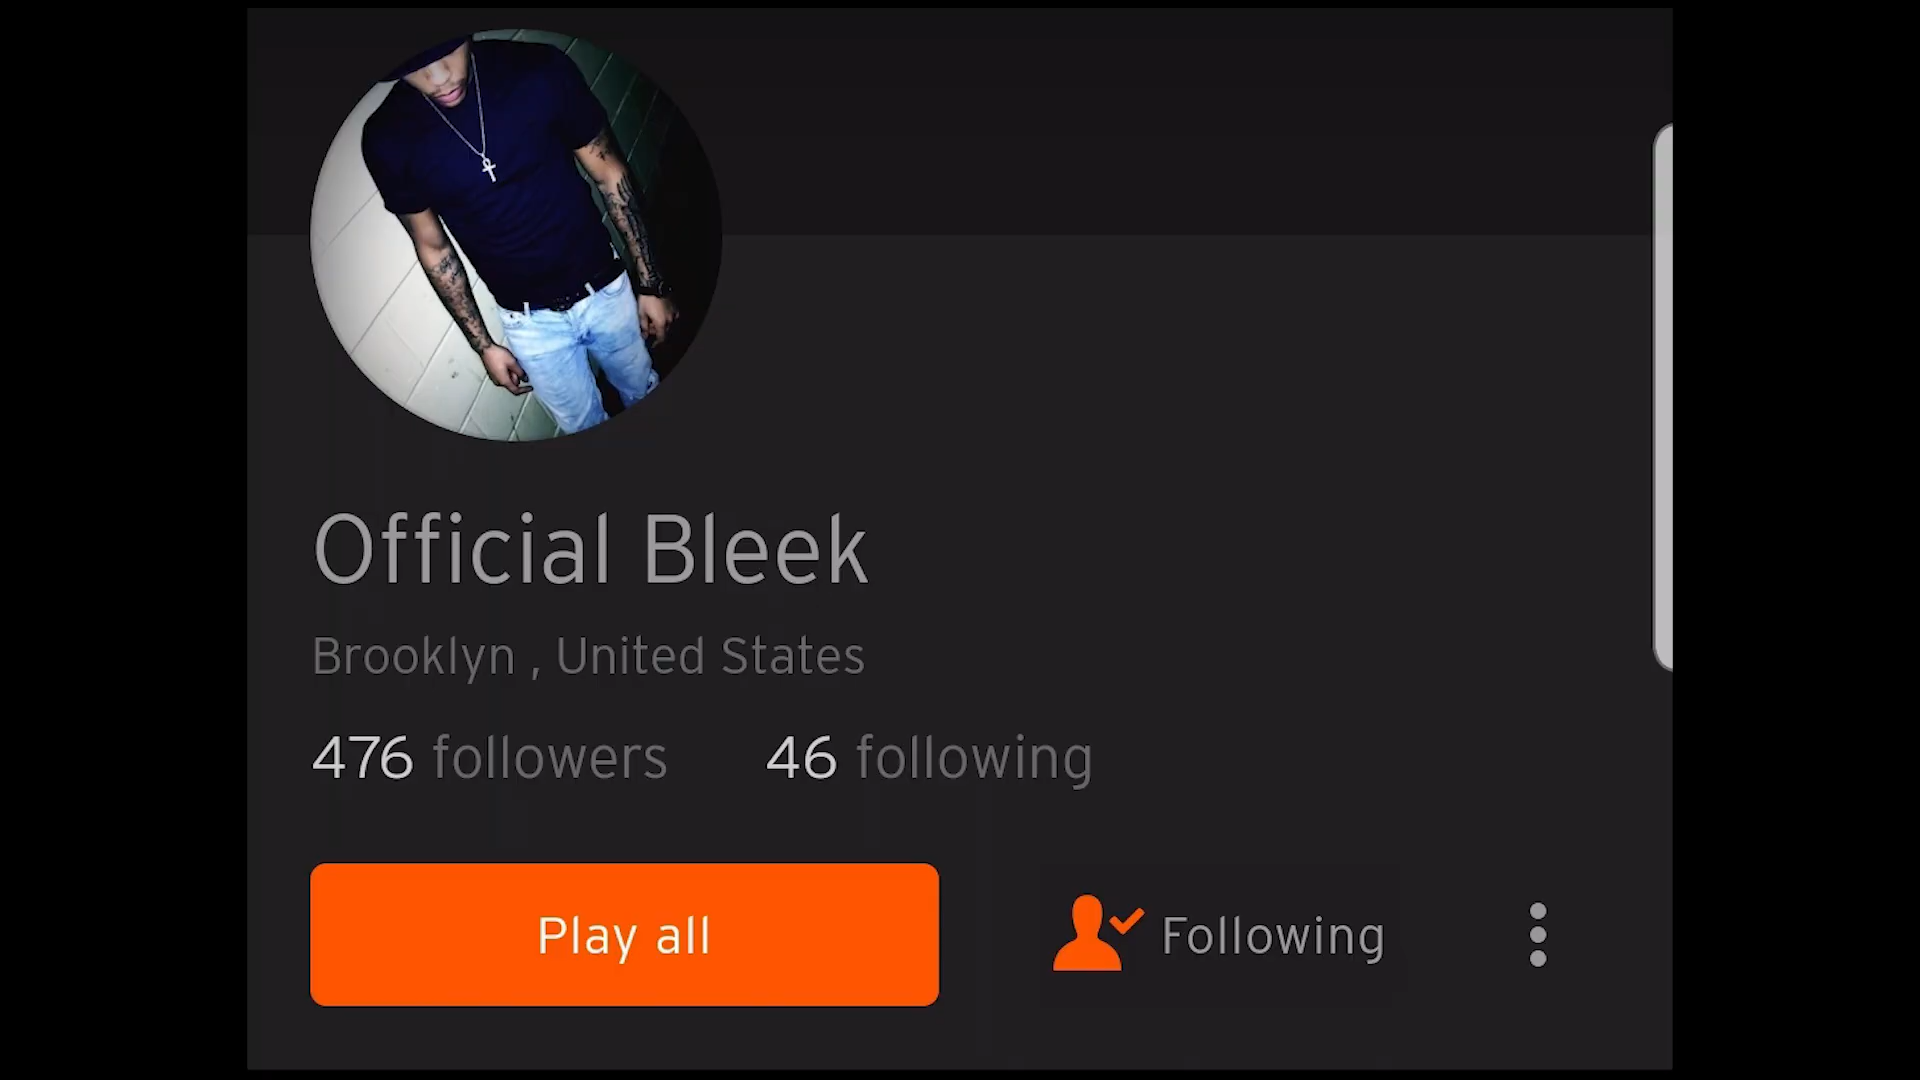 Official Bleek
Brooklyn , United States
476 followers 46 following
Play all
Following